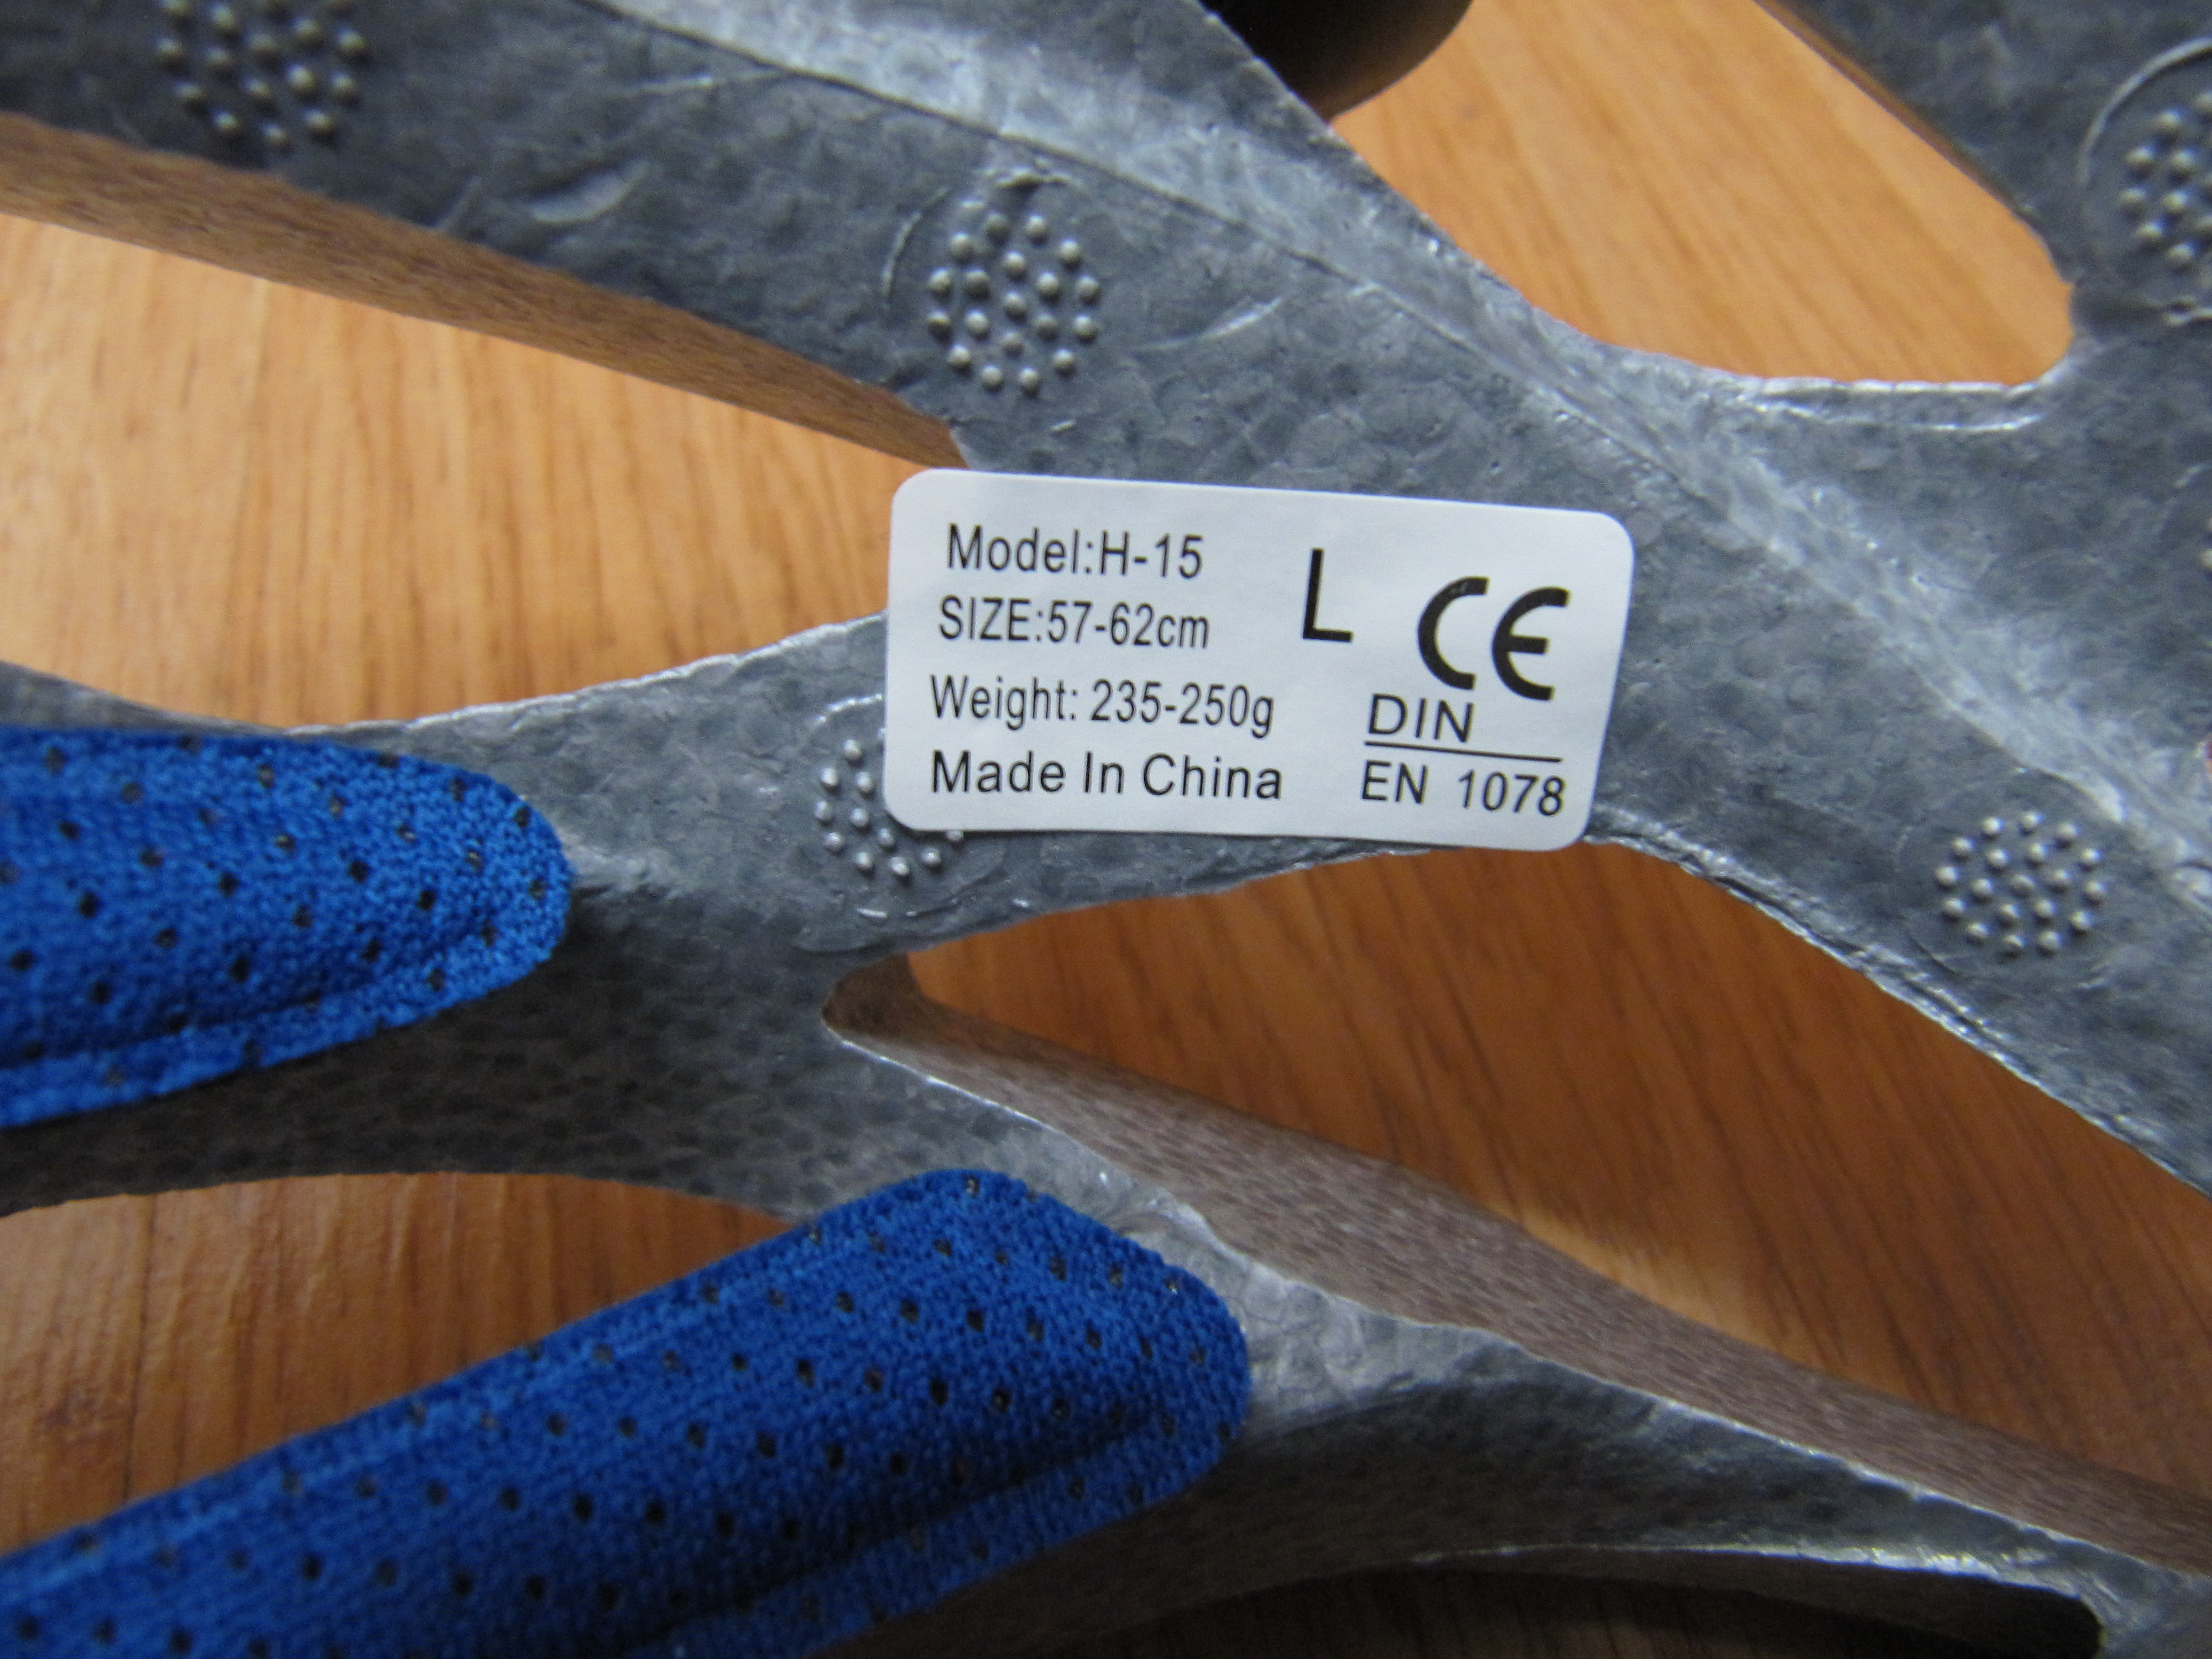 Model:H-15
SIZE:57-62cm
Weight: 235-250g
Made In China
L CE
DIN
EN 1078